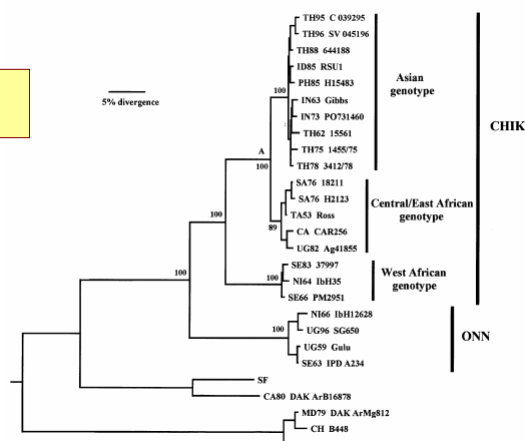 TH95 C 039295
TH96 SV 045196
TH88 644188
ID85 RSU1
PH85 H15483
IN63 Gibbs
IN73 PO731460
TH62 15561
TH75 1455/75
TH78 3412/78
100
Asian
genotype
5% divergence
A
100
SA76 18211
SA76 H2123
TA53 Ross
CA CAR256
UG82 Ag41855
89
Central/East African
genotype
CHIK
100
SE83 37997
NI64 IbH35
SE66 PM2951
100
West African
genotype
100
NI66 IbH12628
UG96 SG650
UG59 Gulu
SE63 IPD A234
100
ONN
SF
CA80 DAK ArB16878
MD79 DAK ArMg812
CH B448